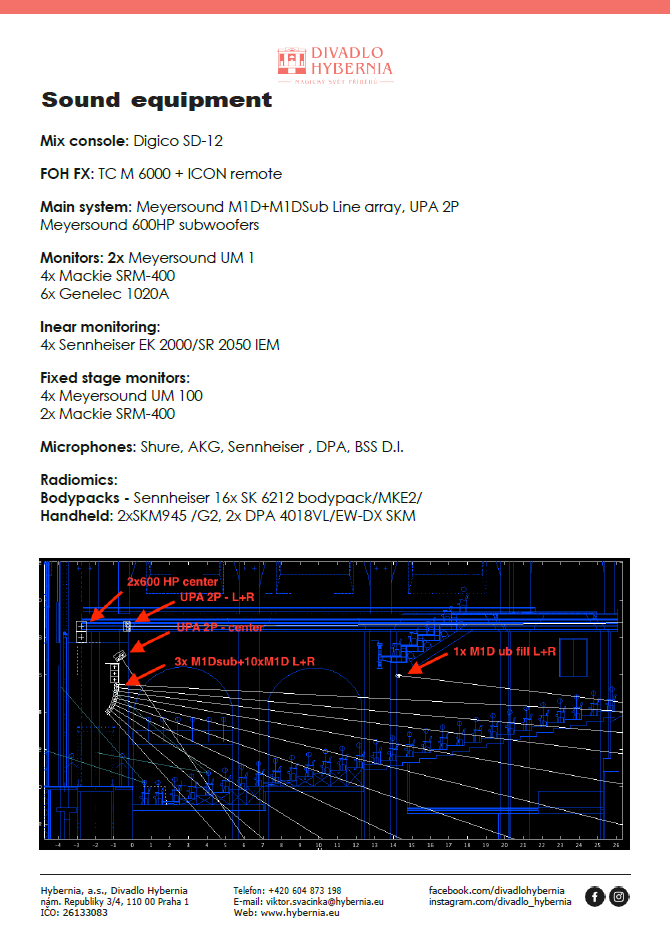 DIVADLO
HYBERNIA
MAGICKÝ SVĚT PŘÍBĚHŮ
Sound equipment
Mix console: Digico SD-12
FOH FX: TC M 6000 + ICON remote
Main system: Meyersound M1D+M1DSub Line array, UPA 2P
Meyersound 600HP subwoofers
Monitors: 2x Meyersound UM 1
4x Mackie SRM-400
6x Genelec 1020A
Inear monitoring:
4x Sennheiser EK 2000/SR 2050 IEM
Fixed stage monitors:
4x Meyersound UM 100
2x Mackie SRM-400
Microphones: Shure, AKG, Sennheiser , DPA, BSS D.I.
Radiomics:
Bodypacks - Sennheiser 16x SK 6212 bodypack/MKE2/
Handheld: 2xSKM945 /G2, 2x DPA 4018VL/EW-DX SKM
2x600 HP center
UPA 2P - L+R
UPA 2P - center
3x M1Dsub+10xM1D L+R
1x M1D ub fill L+R
-4 -3 -2 -1 0 1 2 3 4 5 6 7 8 9 10 11 12 13 14 15 16 17 18 19 20 21 22 23 24 25 26
Hybernia, a.s., Divadlo Hybernia
nám. Republiky 3/4, 110 00 Praha 1
IČO: 26133083
Telefon: +420 604 873 198
E-mail: viktor.svacinka@hybernia.eu
Web: www.hybernia.eu
facebook.com/divadlohybernia
instagram.com/divadlo_hybernia